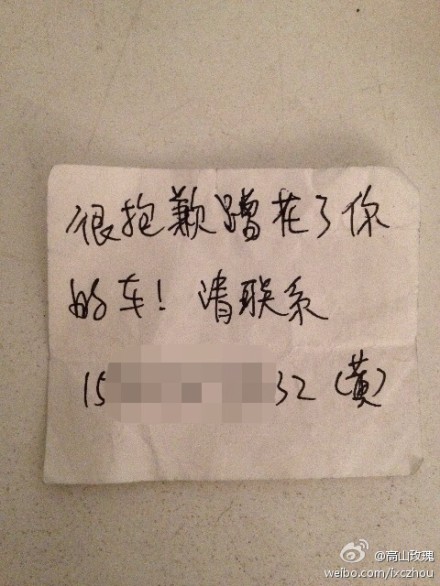 很抱歉蹭花了你
的车！请联系
15 32（黄）
@高山玫瑰
weibo.com/ixczhou